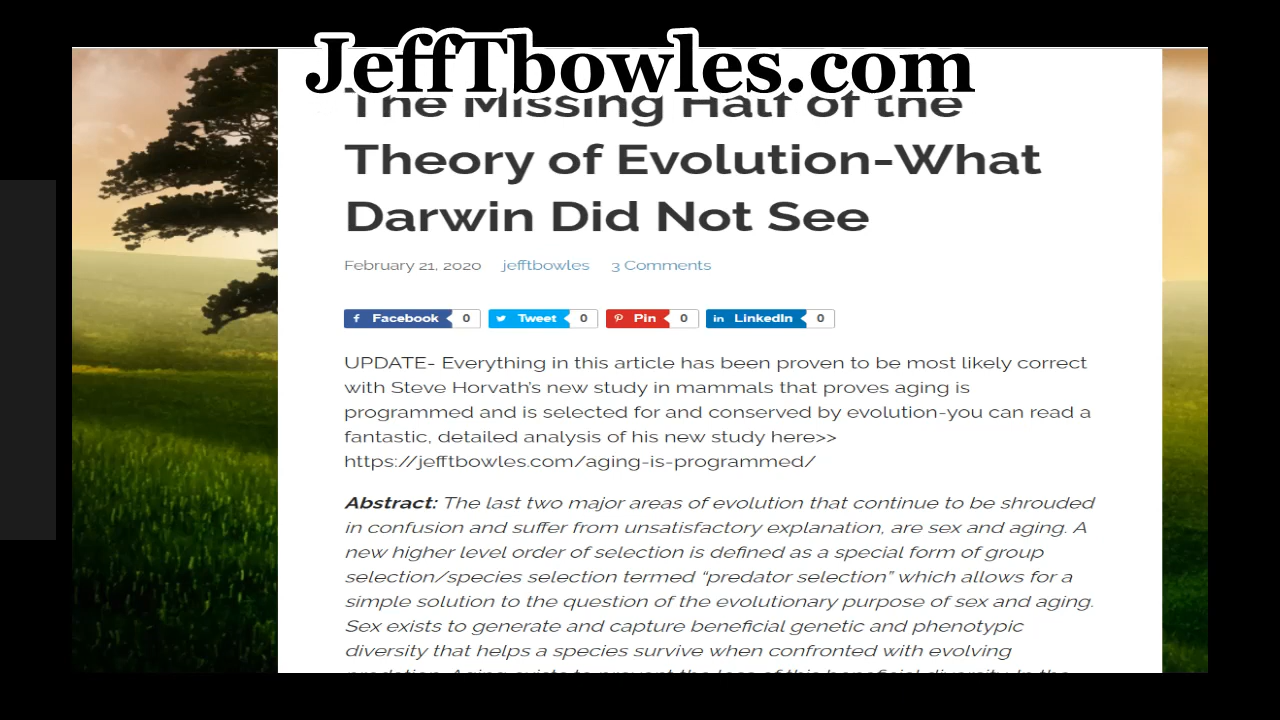 JeffTbowles.com
The Missing Half of the
Theory of Evolution-What
Darwin Did Not See
February 21, 2020 jefftbowles 3 Comments
Facebook 0 Tweet 0 Pin 0 LinkedIn 0
UPDATE- Everything in this article has been proven to be most likely correct
with Steve Horvath's new study in mammals that proves aging is
programmed and is selected for and conserved by evolution-you can read a
fantastic, detailed analysis of his new study here>>
https://jefftbowles.com/aging-is-programmed/
Abstract: The last two major areas of evolution that continue to be shrouded
in confusion and suffer from unsatisfactory explanation, are sex and aging. A
new higher level order of selection is defined as a special form of group
selection/species selection termed “predator selection” which allows for a
simple solution to the question of the evolutionary purpose of sex and aging.
Sex exists to generate and capture beneficial genetic and phenotypic
diversity that helps a species survive when confronted with evolving